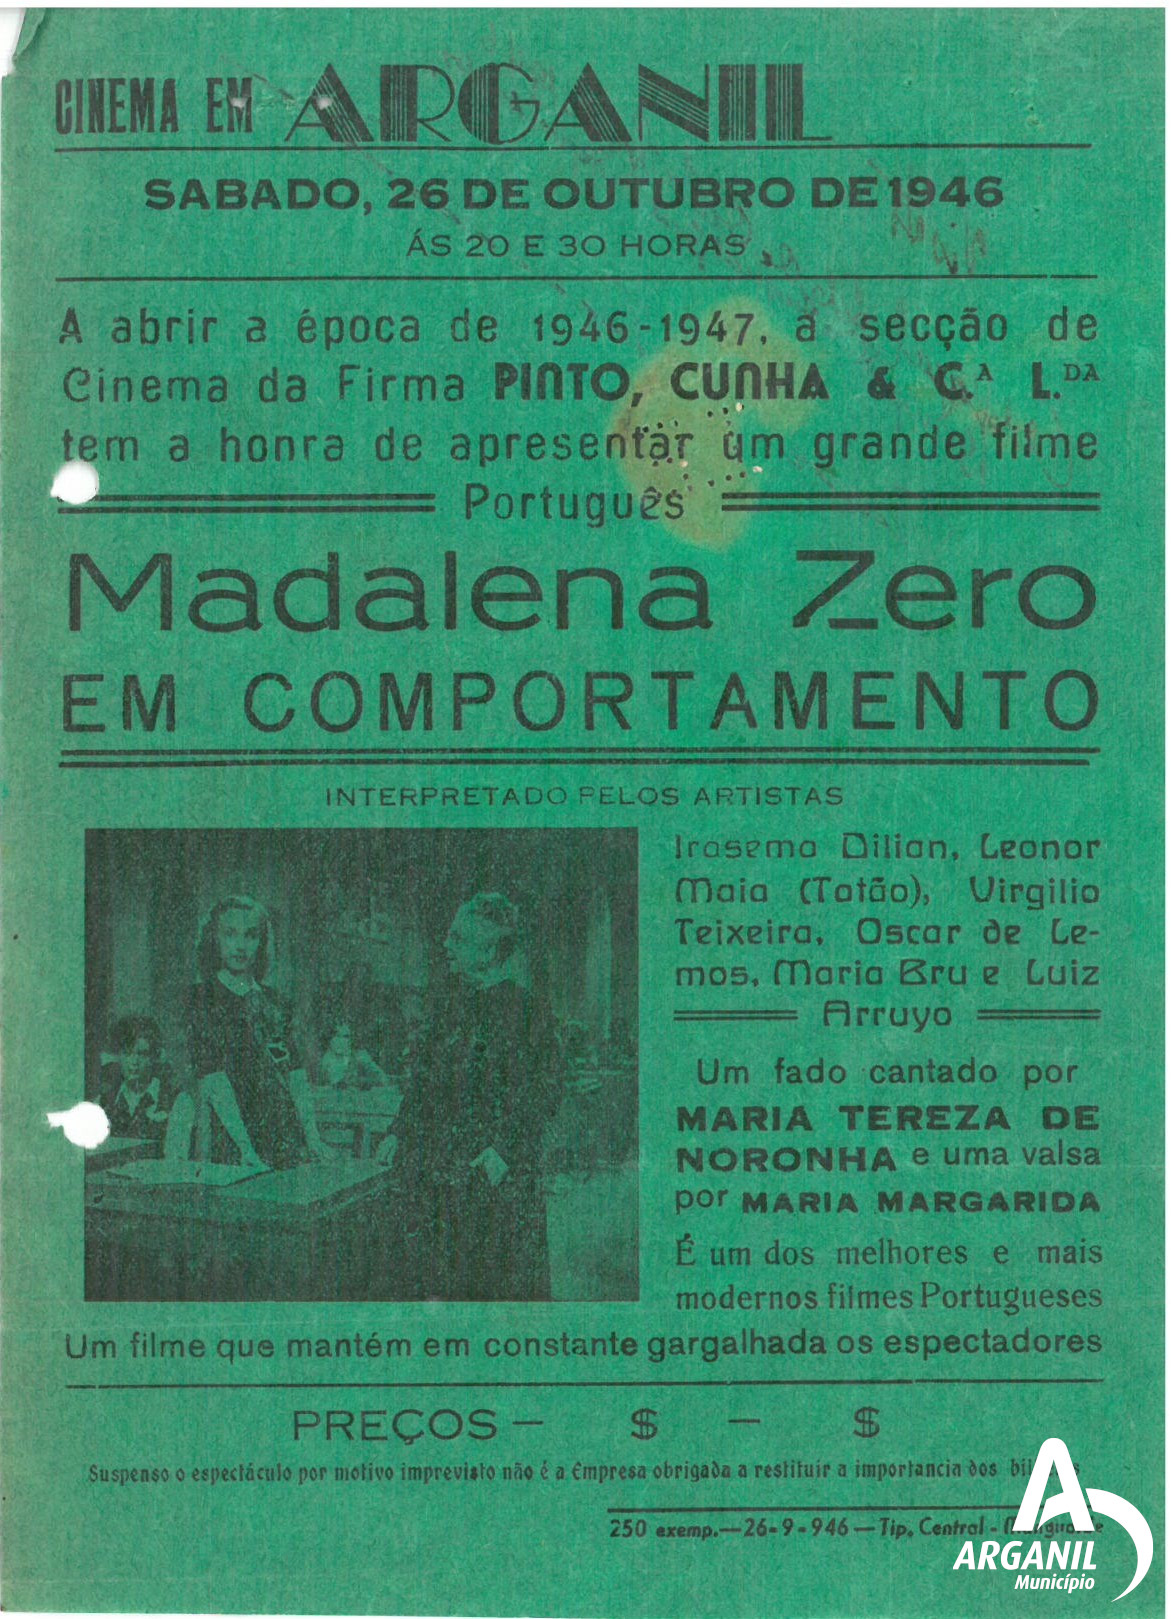 CINEMA EM ARGANIL
SABADO, 26 DE OUTUBRO DE 1946
ÁS 20 E 30 HORAS
A abrir a época de 1946-1947, a secção de
Cinema da Firma PINTO, CUNHA & C.A L.DA
tem a honra de apresentar um grande filme
Português
Madalena Zero
EM COMPORTAMENTO
INTERPRETADO PELOS ARTISTAS
Irasema Dilian, Leonor
Maia (Tatão), Virgilio
Teixeira, Oscar de Le-
mos, Maria Bru e Luiz
Arruyo
Um fado cantado por
MARIA TEREZA DE
NORONHA e uma valsa
por MARIA MARGARIDA
É um dos melhores e mais
modernos filmes Portugueses
Um filme que mantém em constante gargalhada os espectadores
PREÇOS — $ — $
Suspenso o espectáculo por motivo imprevisto não é a Empresa obrigada a restituir a importancia dos
250 exemp.—26-9-946—Tip. Central -
A
ARGANIL
Município